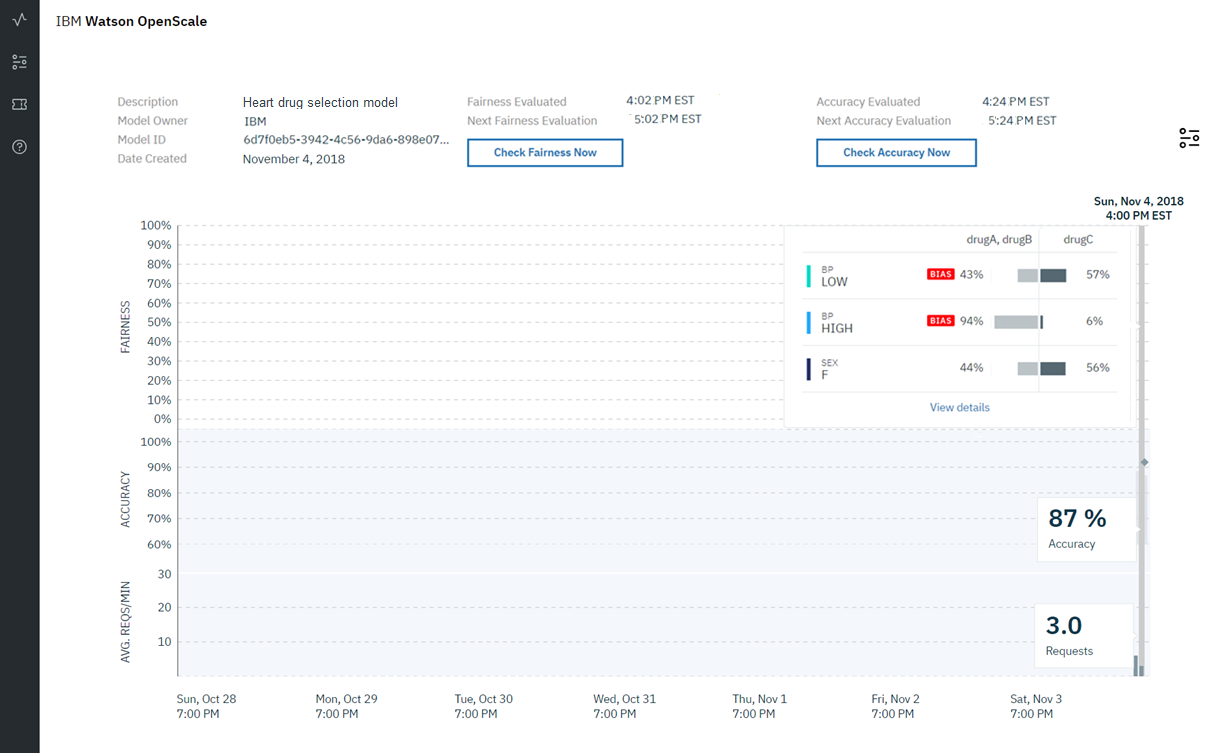 IBM Watson OpenScale
Description Heart drug selection model
Model Owner IBM
Model ID 6d7f0eb5-3942-4c56-9da6-898e07...
Date Created November 4, 2018
Fairness Evaluated 4:02 PM EST
Next Fairness Evaluation 5:02 PM EST
Check Fairness Now
Accuracy Evaluated 4:24 PM EST
Next Accuracy Evaluation 5:24 PM EST
Check Accuracy Now
Sun, Nov 4, 2018
4:00 PM EST
FAIRNESS
100%
90%
80%
70%
60%
50%
40%
30%
20%
10%
0%
drugA, drugB drugC
BP
LOW
BIAS 43% 57%
BP
HIGH
BIAS 94% 6%
SEX
F
44% 56%
View details
ACCURACY
100%
90%
80%
70%
60%
87 %
Accuracy
AVG. REQS/MIN
30
20
10
3.0
Requests
Sun, Oct 28
7:00 PM
Mon, Oct 29
7:00 PM
Tue, Oct 30
7:00 PM
Wed, Oct 31
7:00 PM
Thu, Nov 1
7:00 PM
Fri, Nov 2
7:00 PM
Sat, Nov 3
7:00 PM